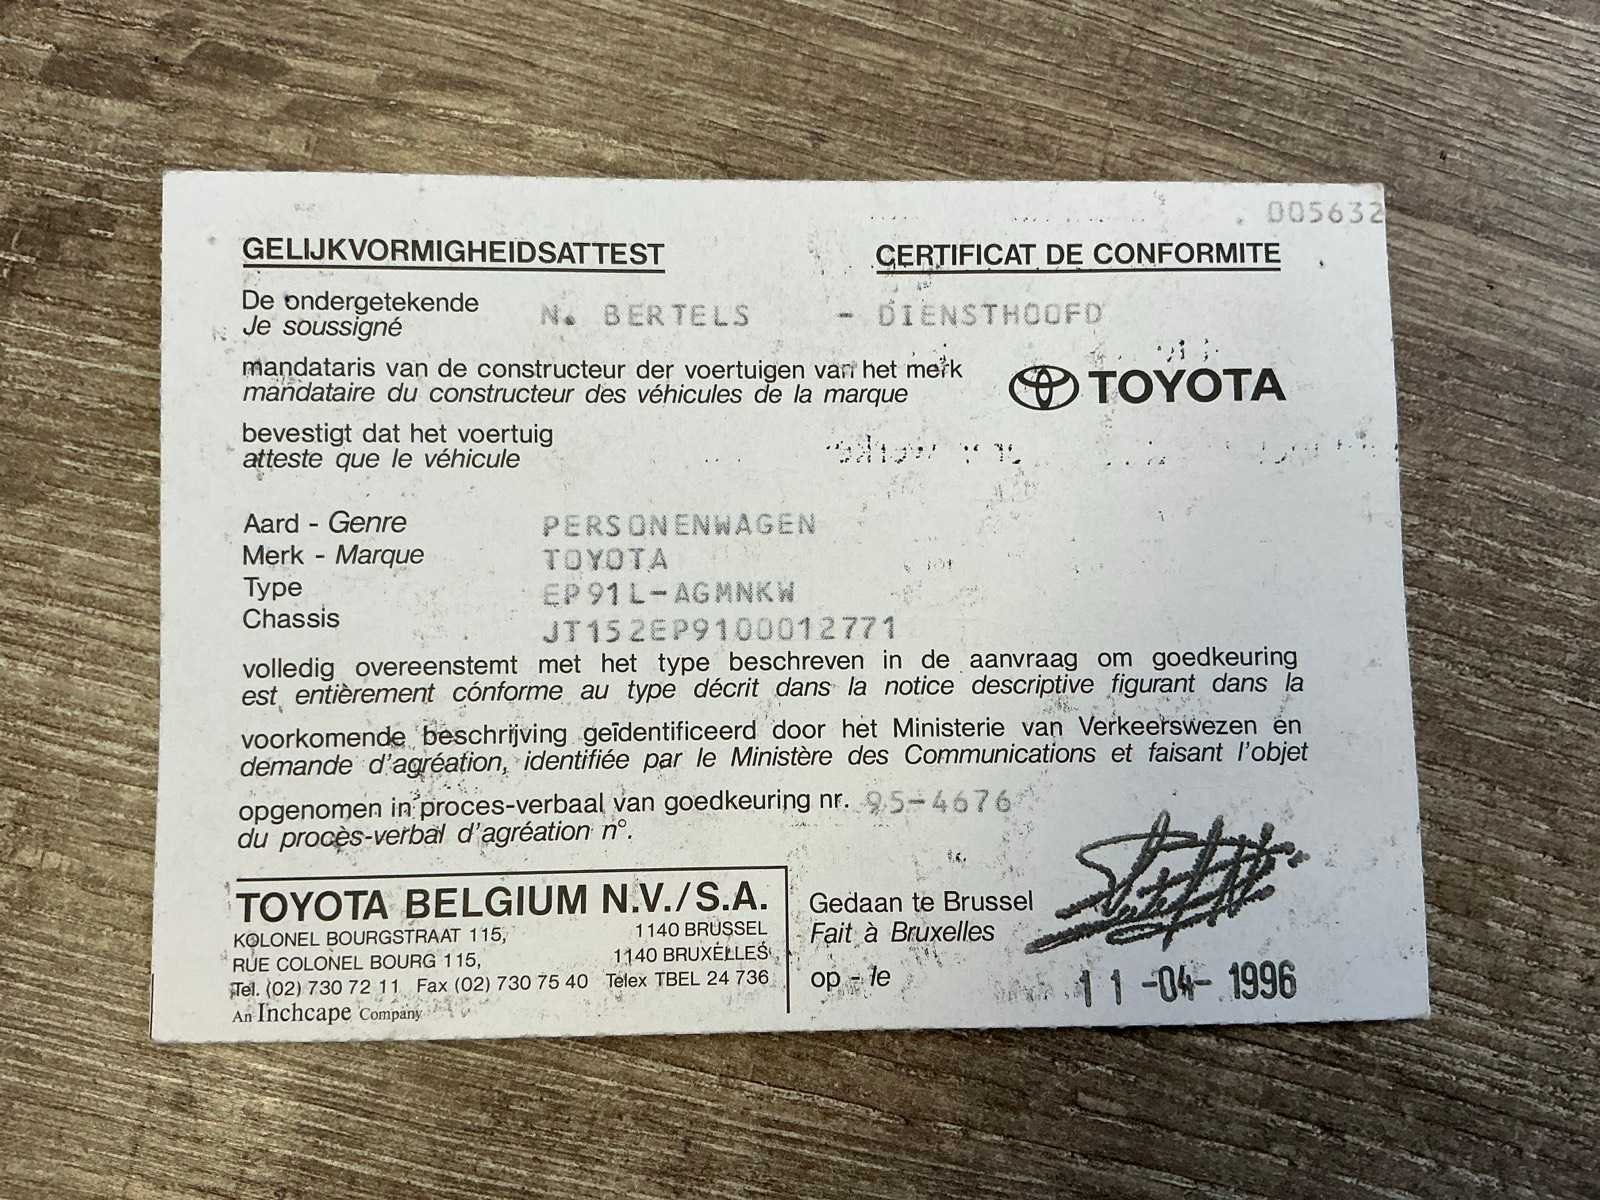 005632
GELIJKVORMIGHEIDSATTEST CERTIFICAT DE CONFORMITE
De ondergetekende N. BERTELS - DIENSTHOOFD
Je soussigné
mandataris van de constructeur der voertuigen van het merk TOYOTA
mandataire du constructeur des véhicules de la marque
bevestigt dat het voertuig
atteste que le véhicule
Aard - Genre PERSONENWAGEN
Merk - Marque TOYOTA
Type EP91L-AGMNKW
Chassis JT152EP9100012771
volledig overeenstemt met het type beschreven in de aanvraag om goedkeuring
est entièrement conforme au type décrit dans la notice descriptive figurant dans la
voorkomende beschrijving geïdentificeerd door het Ministerie van Verkeerswezen en
demande d'agréation, identifiée par le Ministère des Communications et faisant l'objet
opgenomen in proces-verbaal van goedkeuring nr. 95-4676
du procès-verbal d'agréation n°.
TOYOTA BELGIUM N.V./S.A.
KOLONEL BOURGSTRAAT 115, 1140 BRUSSEL
RUE COLONEL BOURG 115, 1140 BRUXELLES
Tel. (02) 730 72 11 Fax (02) 730 75 40 Telex TBEL 24 736
An Inchcape Company
Gedaan te Brussel
Fait à Bruxelles
op - le 11-04-1996